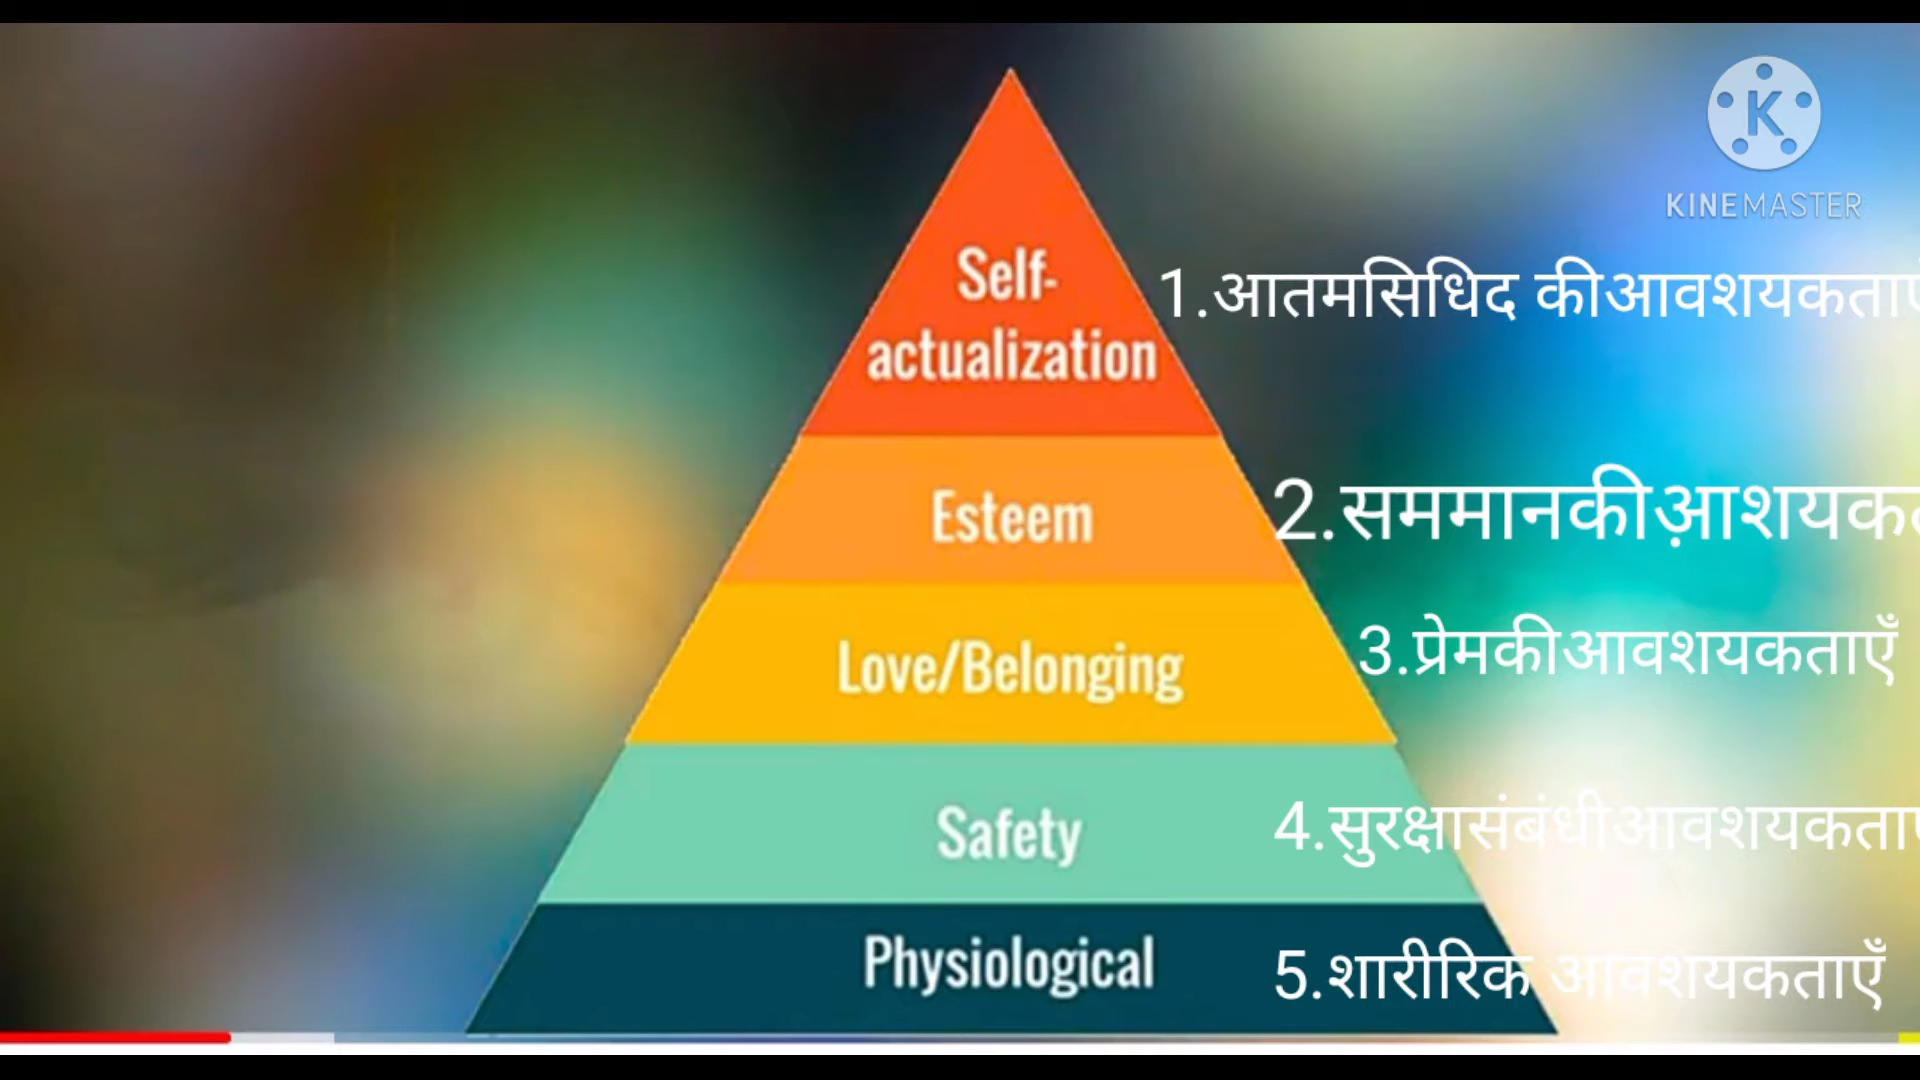 K
KINEMASTER
Self-
actualization
1.आतमसिधिद कीआवशयकताएँ
Esteem
2.सममानकीआ़शयक
Love/Belonging
3.प्रेमकीआवशयकताएँ
Safety
4.सुरक्षासंबंधीआवशयकताए
Physiological
5.शारीरिक आवशयकताएँ